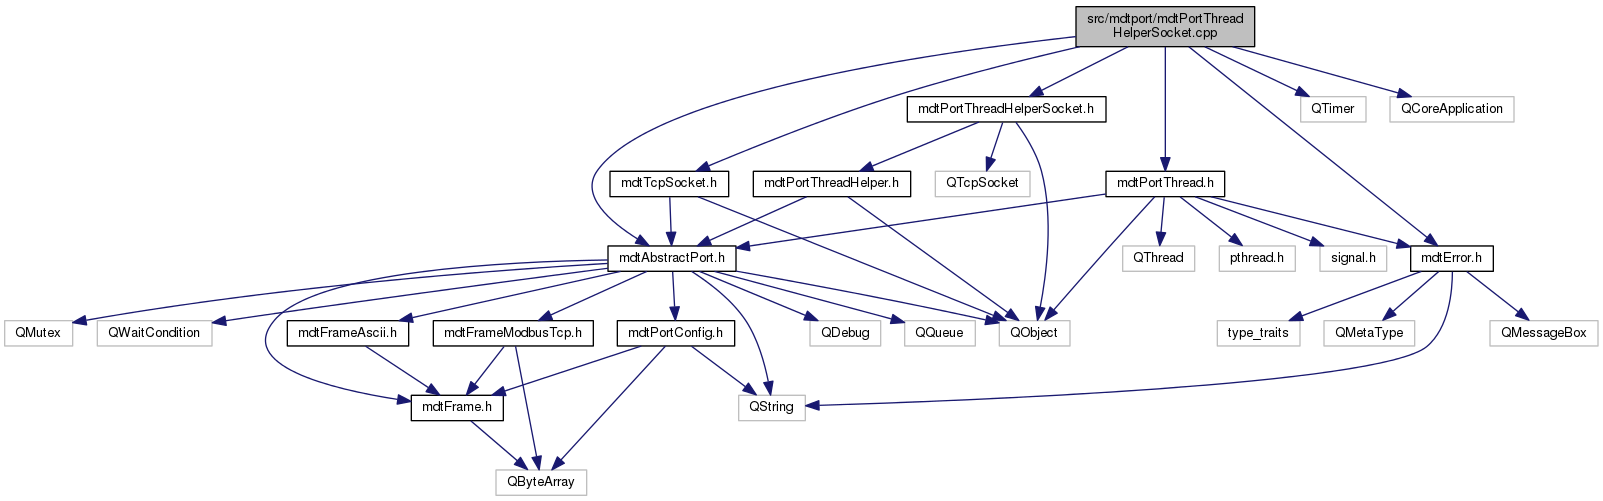 src/mdtport/mdtPortThread
HelperSocket.cpp
mdtPortThreadHelperSocket.h
QTimer
QCoreApplication
mdtTcpSocket.h
mdtPortThreadHelper.h
QTcpSocket
mdtPortThread.h
mdtAbstractPort.h
QThread
pthread.h
signal.h
mdtError.h
QMutex
QWaitCondition
mdtFrameAscii.h
mdtFrameModbusTcp.h
mdtPortConfig.h
QDebug
QQueue
QObject
type_traits
QMetaType
QMessageBox
mdtFrame.h
QString
QByteArray